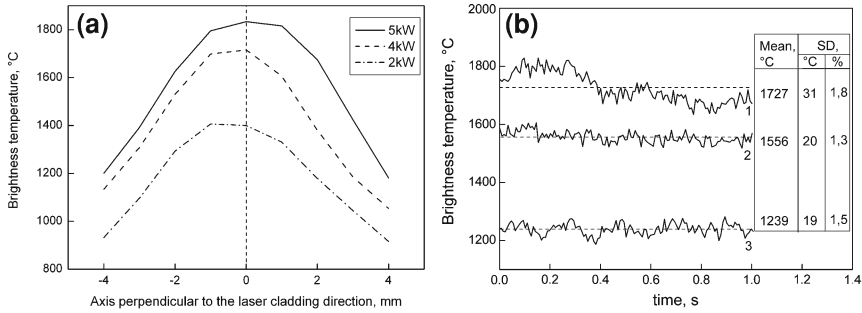 (a)
5kW
4kW
2kW
1800
1600
1400
1200
1000
800
-4
-2
0
2
4
Brightness temperature, °C
Axis perpendicular to the laser cladding direction, mm
(b)
Mean, SD,
°C °C %
1727 31 1,8
1556 20 1,3
1239 19 1,5
2000
1800
1600
1400
1200
1
2
3
0.0 0.2 0.4 0.6 0.8 1.0 1.2 1.4
Brightness temperature, °C
time, s